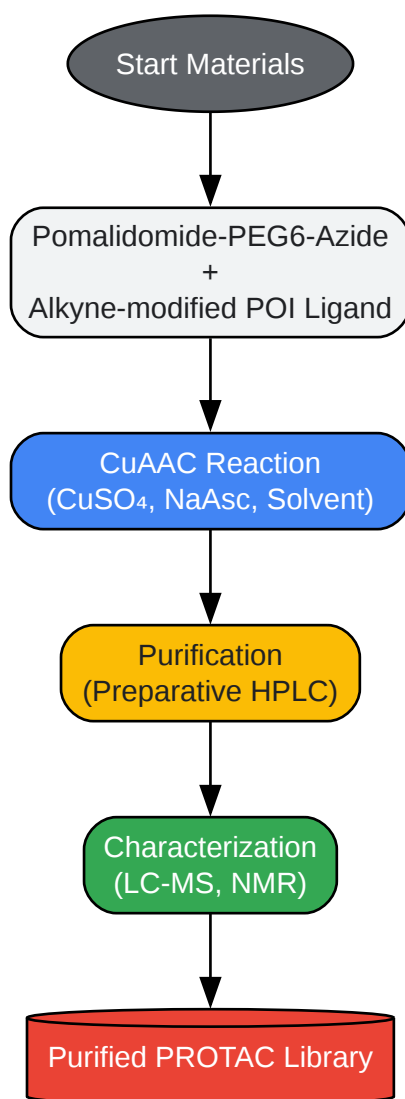 Start Materials
Pomalidomide-PEG6-Azide
+
Alkyne-modified POI Ligand
CuAAC Reaction
(CuSO₄, NaAsc, Solvent)
Purification
(Preparative HPLC)
Characterization
(LC-MS, NMR)
Purified PROTAC Library